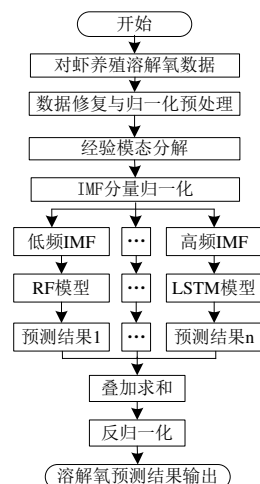 开始
对虾养殖溶解氧数据
数据修复与归一化预处理
经验模态分解
IMF分量归一化
低频IMF ... 高频IMF
RF模型 ... LSTM模型
预测结果1 ... 预测结果n
叠加求和
反归一化
溶解氧预测结果输出